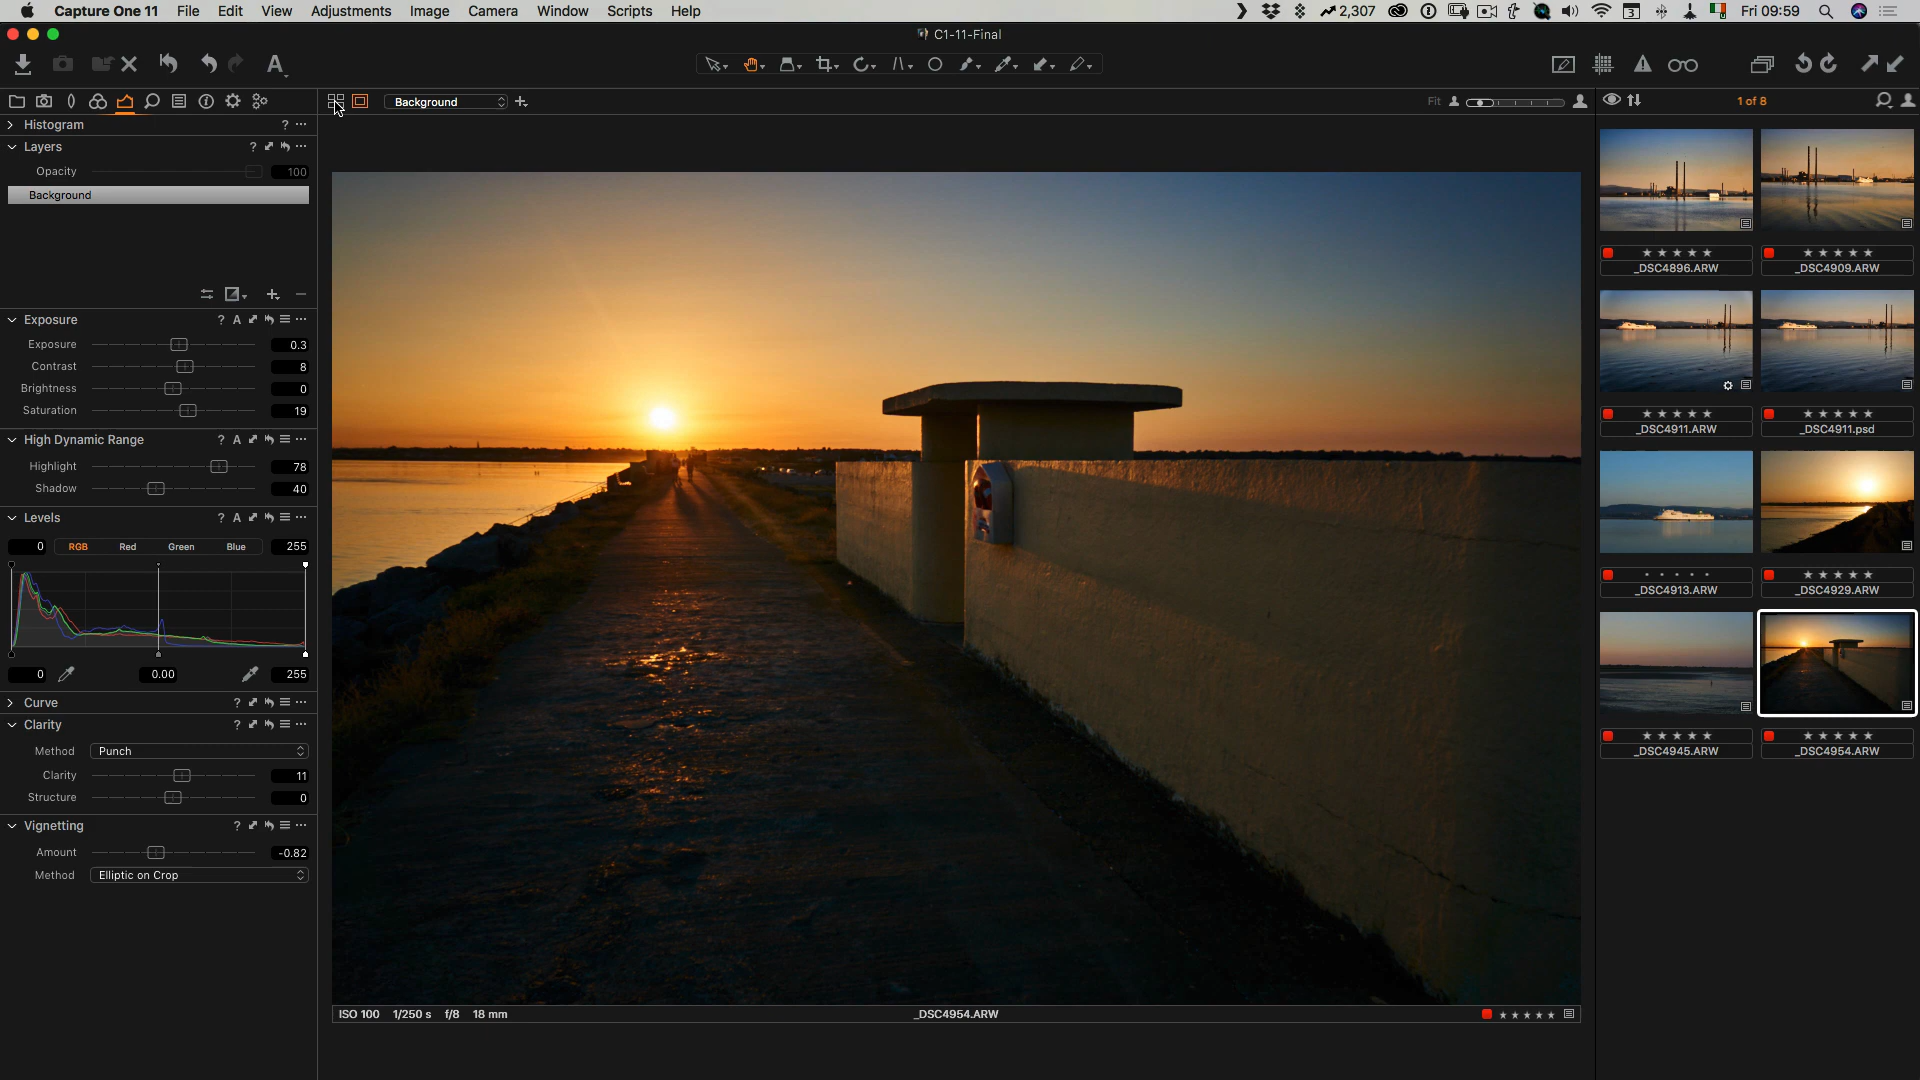 Capture One 11 File Edit View Adjustments Image Camera Window Scripts Help 2,307 3 Fri 09:59
C1-11-Final
A
Background Fit 1 of 8
Histogram ? ...
Layers ? ...
Opacity 100
Background
Exposure ? A ...
Exposure 0.3
Contrast 8
Brightness 0
Saturation 19
High Dynamic Range ? A ...
Highlight 78
Shadow 40
Levels ? A ...
0 RGB Red Green Blue 255
0 0.00 255
Curve ? ...
Clarity ? ...
Method Punch
Clarity 11
Structure 0
Vignetting ? ...
Amount -0.82
Method Elliptic on Crop
ISO 100 1/250 s f/8 18 mm _DSC4954.ARW
_DSC4896.ARW _DSC4909.ARW
_DSC4911.ARW _DSC4911.psd
_DSC4913.ARW _DSC4929.ARW
_DSC4945.ARW _DSC4954.ARW